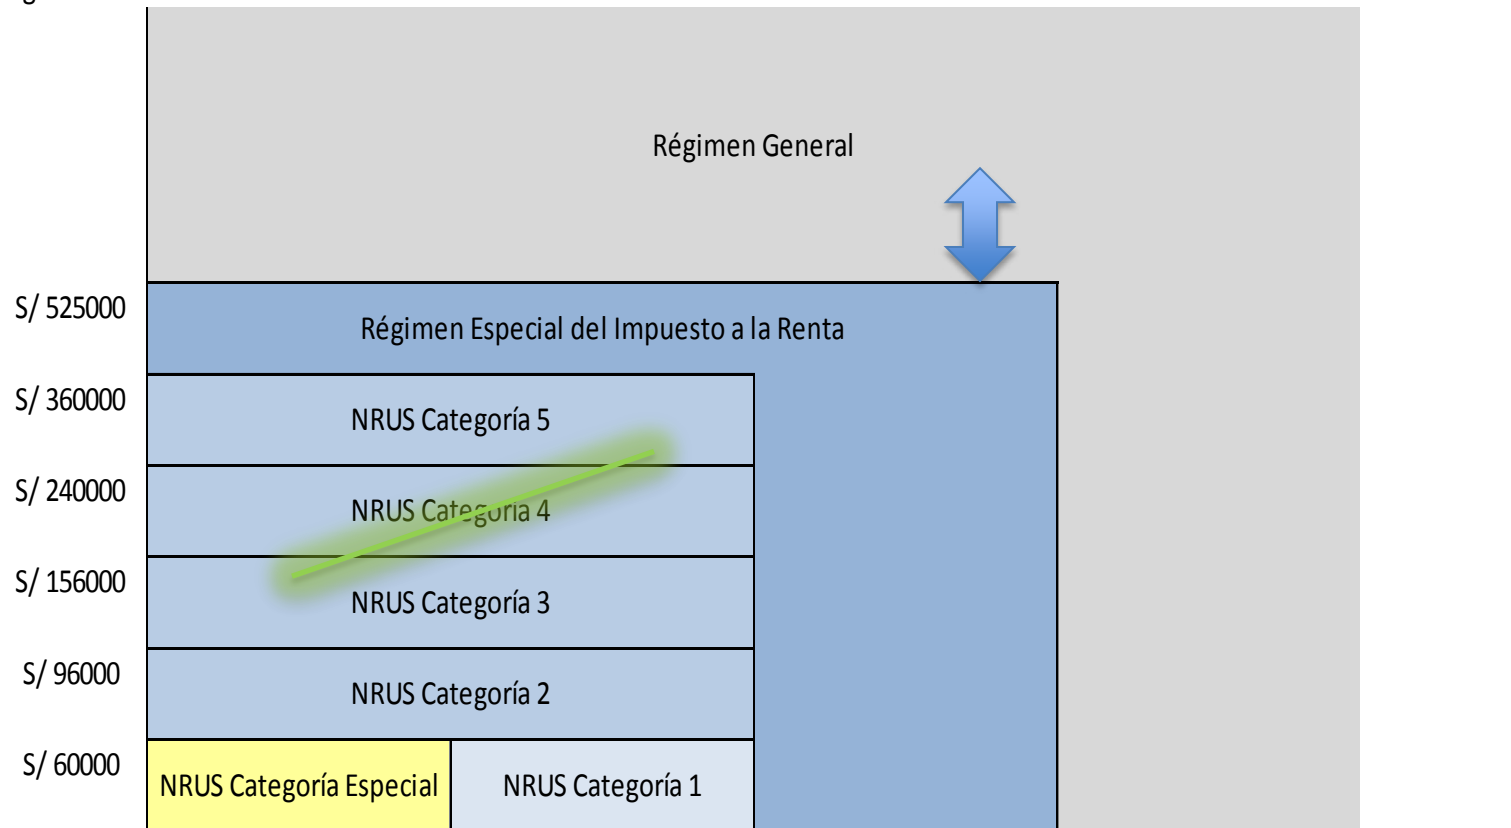 Régimen General
S/ 525000
Régimen Especial del Impuesto a la Renta
S/ 360000
NRUS Categoría 5
S/ 240000
NRUS Categoría 4
S/ 156000
NRUS Categoría 3
S/ 96000
NRUS Categoría 2
S/ 60000
NRUS Categoría Especial
NRUS Categoría 1